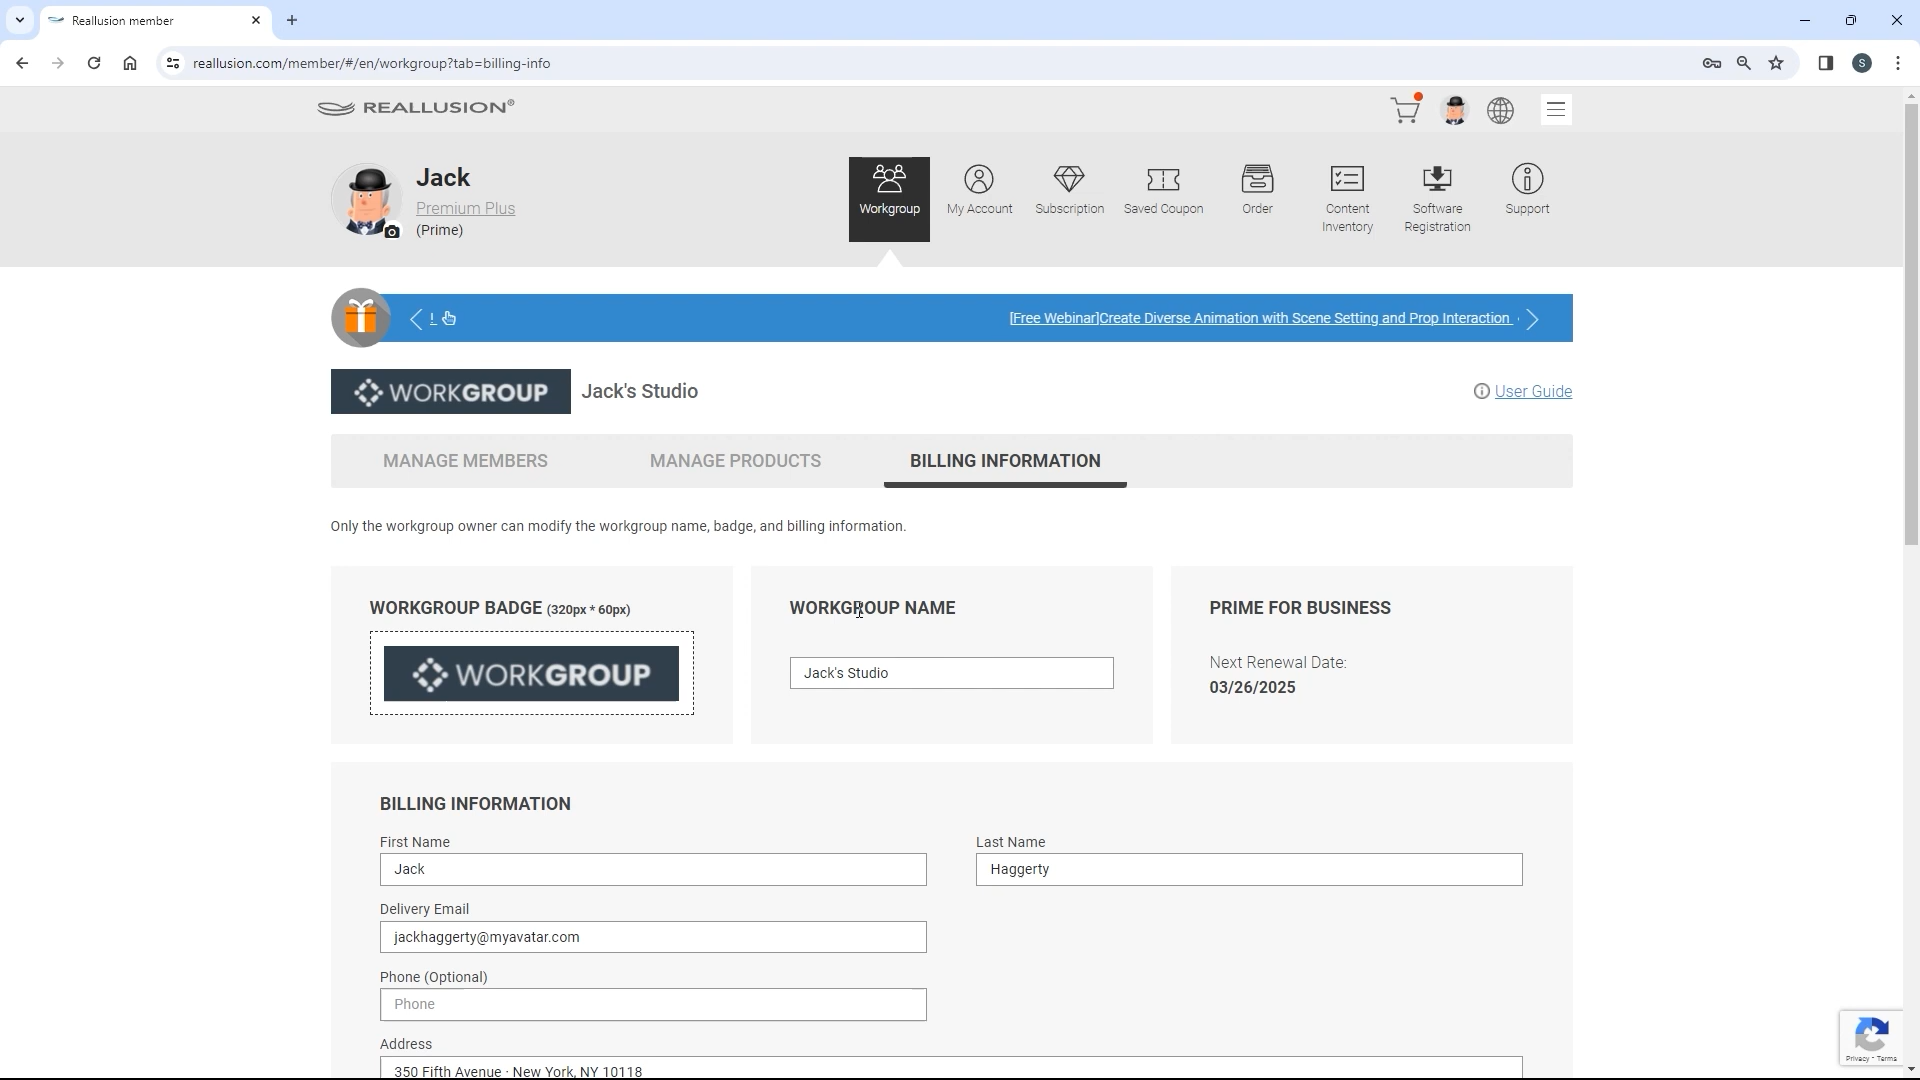 Reallusion member
reallusion.com/member/#/en/workgroup?tab=billing-info
S
REALLUSION®
Jack
Premium Plus
(Prime)
Workgroup
My Account
Subscription
Saved Coupon
Order
Content
Inventory
Software
Registration
Support
! [Free Webinar]Create Diverse Animation with Scene Setting and Prop Interaction
WORKGROUP Jack's Studio
User Guide
MANAGE MEMBERS
MANAGE PRODUCTS
BILLING INFORMATION
Only the workgroup owner can modify the workgroup name, badge, and billing information.
WORKGROUP BADGE (320px * 60px)
WORKGROUP
WORKGROUP NAME
Jack's Studio
PRIME FOR BUSINESS
Next Renewal Date:
03/26/2025
BILLING INFORMATION
First Name
Jack
Last Name
Haggerty
Delivery Email
jackhaggerty@myavatar.com
Phone (Optional)
Phone
Address
350 Fifth Avenue · New York, NY 10118
Privacy - Terms